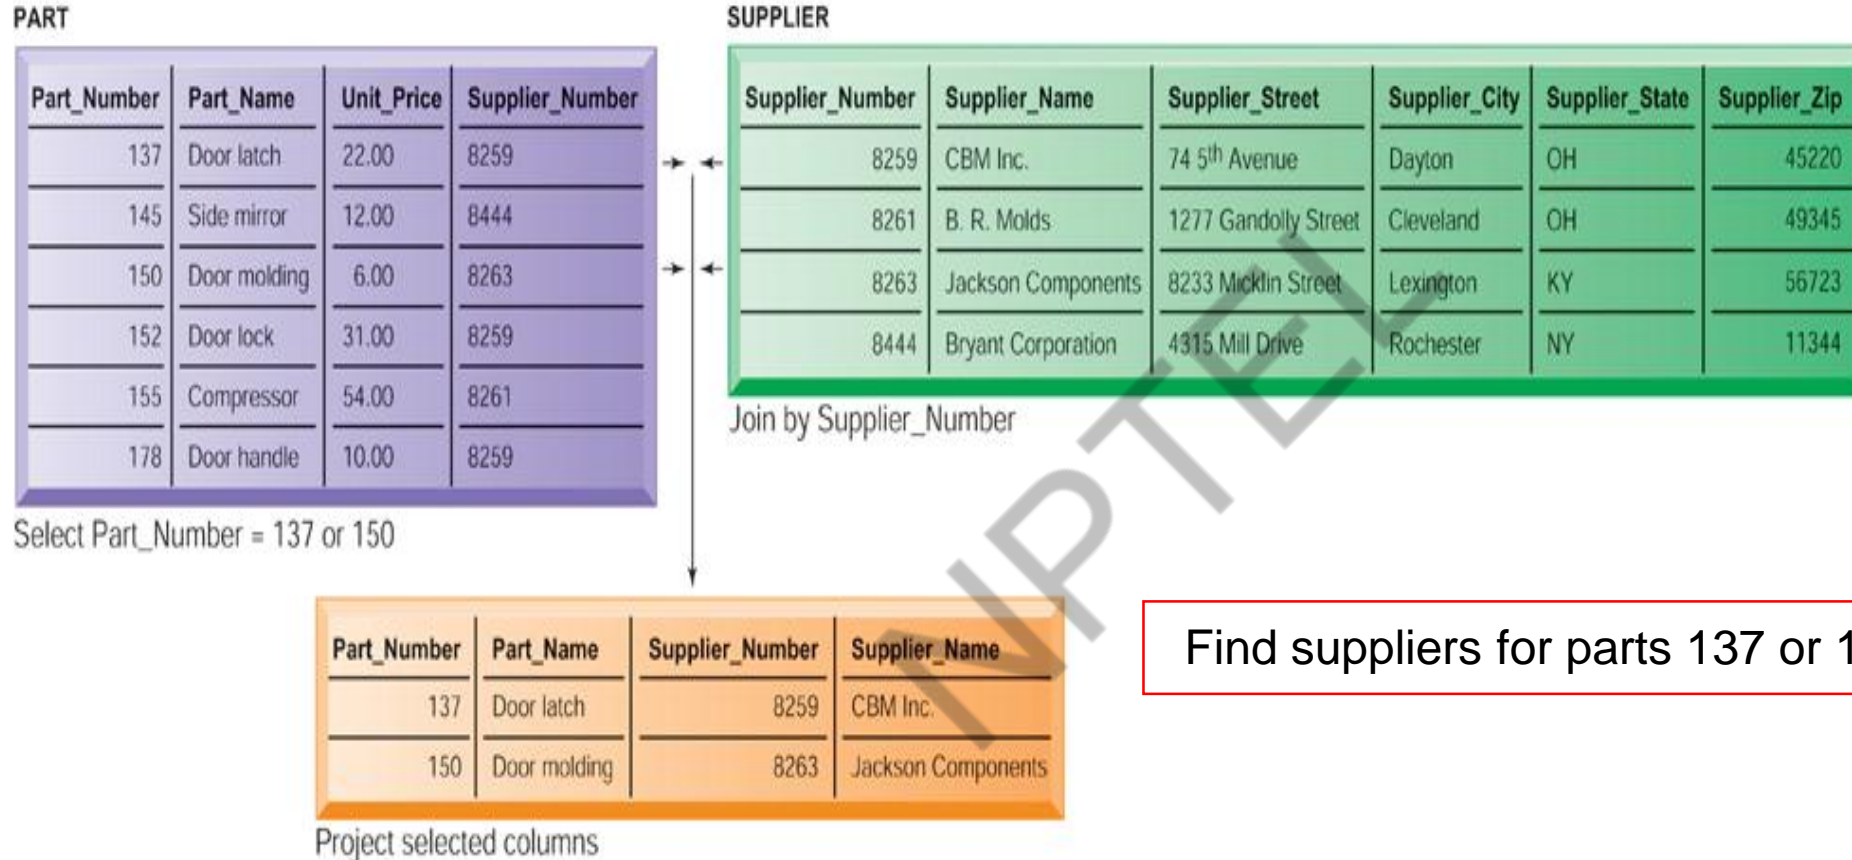 PART
Part_Number Part_Name Unit_Price Supplier_Number
137 Door latch 22.00 8259
145 Side mirror 12.00 8444
150 Door molding 6.00 8263
152 Door lock 31.00 8259
155 Compressor 54.00 8261
178 Door handle 10.00 8259
Select Part_Number = 137 or 150
SUPPLIER
Supplier_Number Supplier_Name Supplier_Street Supplier_City Supplier_State Supplier_Zip
8259 CBM Inc. 74 5th Avenue Dayton OH 45220
8261 B. R. Molds 1277 Gandolly Street Cleveland OH 49345
8263 Jackson Components 8233 Micklin Street Lexington KY 56723
8444 Bryant Corporation 4315 Mill Drive Rochester NY 11344
Join by Supplier_Number
Part_Number Part_Name Supplier_Number Supplier_Name
137 Door latch 8259 CBM Inc.
150 Door molding 8263 Jackson Components
Project selected columns
Find suppliers for parts 137 or
NPTEL